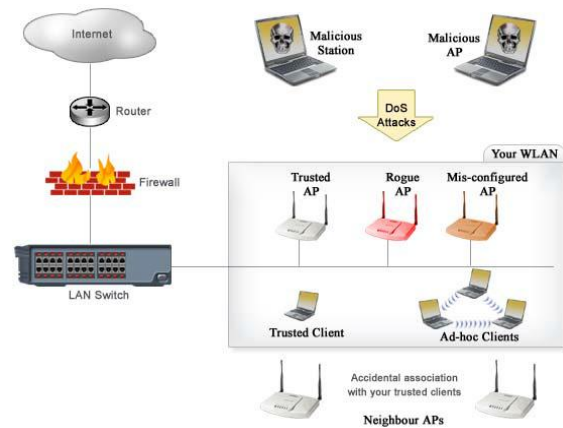 Internet
Router
Firewall
LAN Switch
Malicious
Station
Malicious
AP
DoS
Attacks
Your WLAN
Trusted
AP
Rogue
AP
Mis-configured
AP
Trusted Client
Ad-hoc Clients
Accidental association
with your trusted clients
Neighbour APs